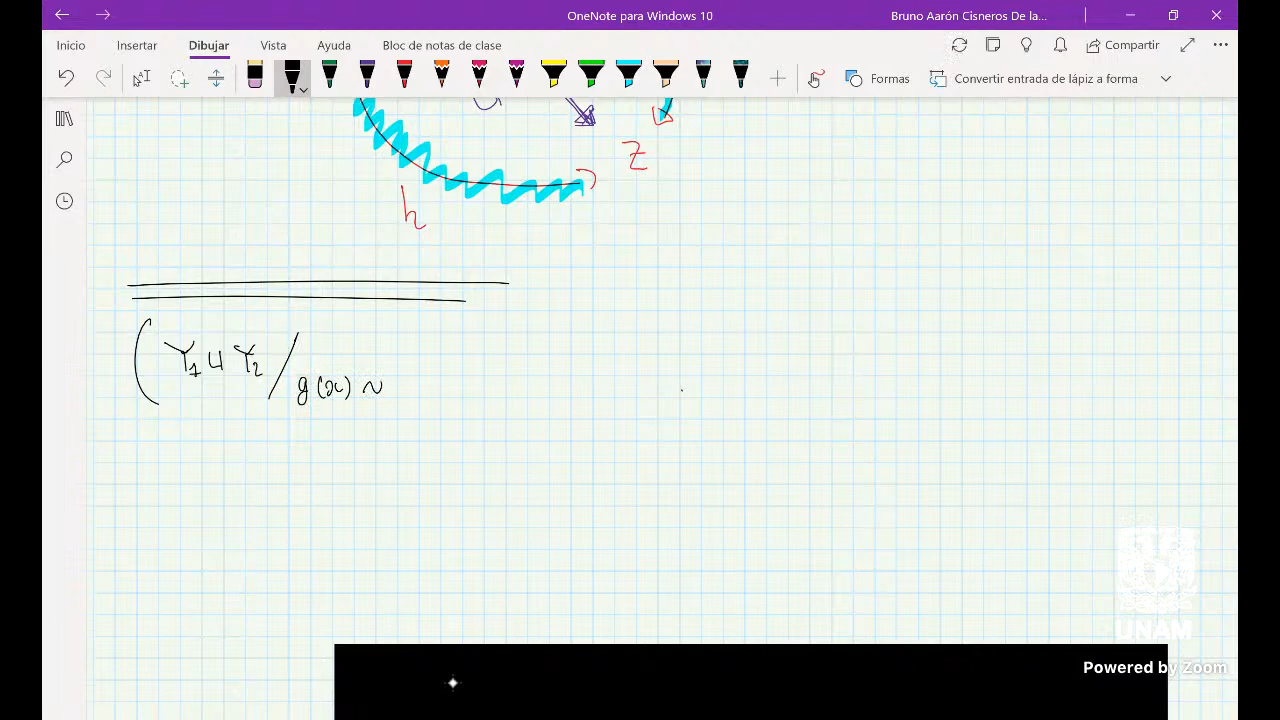 OneNote para Windows 10
Bruno Aarón Cisneros De la...
Inicio Insertar Dibujar Vista Ayuda Bloc de notas de clase Compartir
Formas Convertir entrada de lápiz a forma
Z
h
( Y₁ ⊔ Y₂ / g(x) ~
UNAM
Powered by Zoom